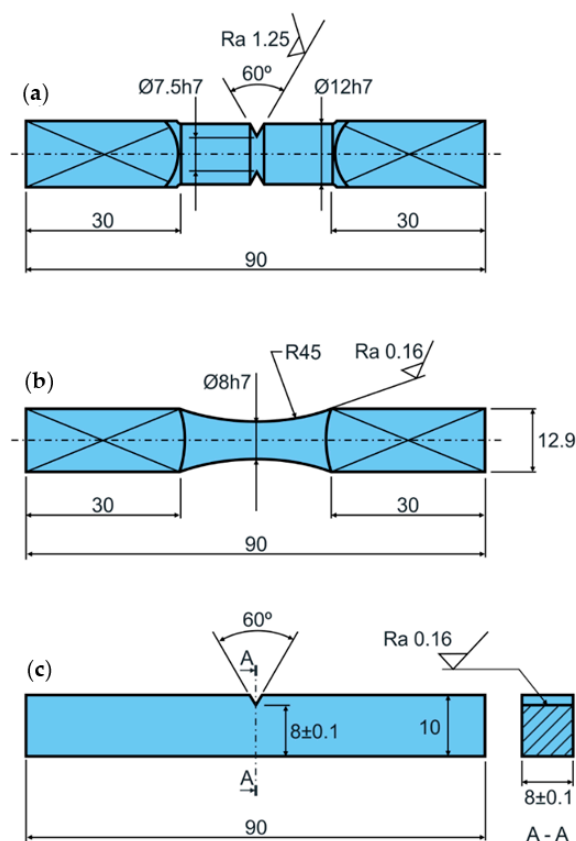 Ra 1.25
(a)
60º
Ø7.5h7
Ø12h7
30
30
90
(b)
R45
Ra 0.16
Ø8h7
12.9
30
30
90
(c)
60º
A
Ra 0.16
8±0.1
10
A
8±0.1
90
A - A